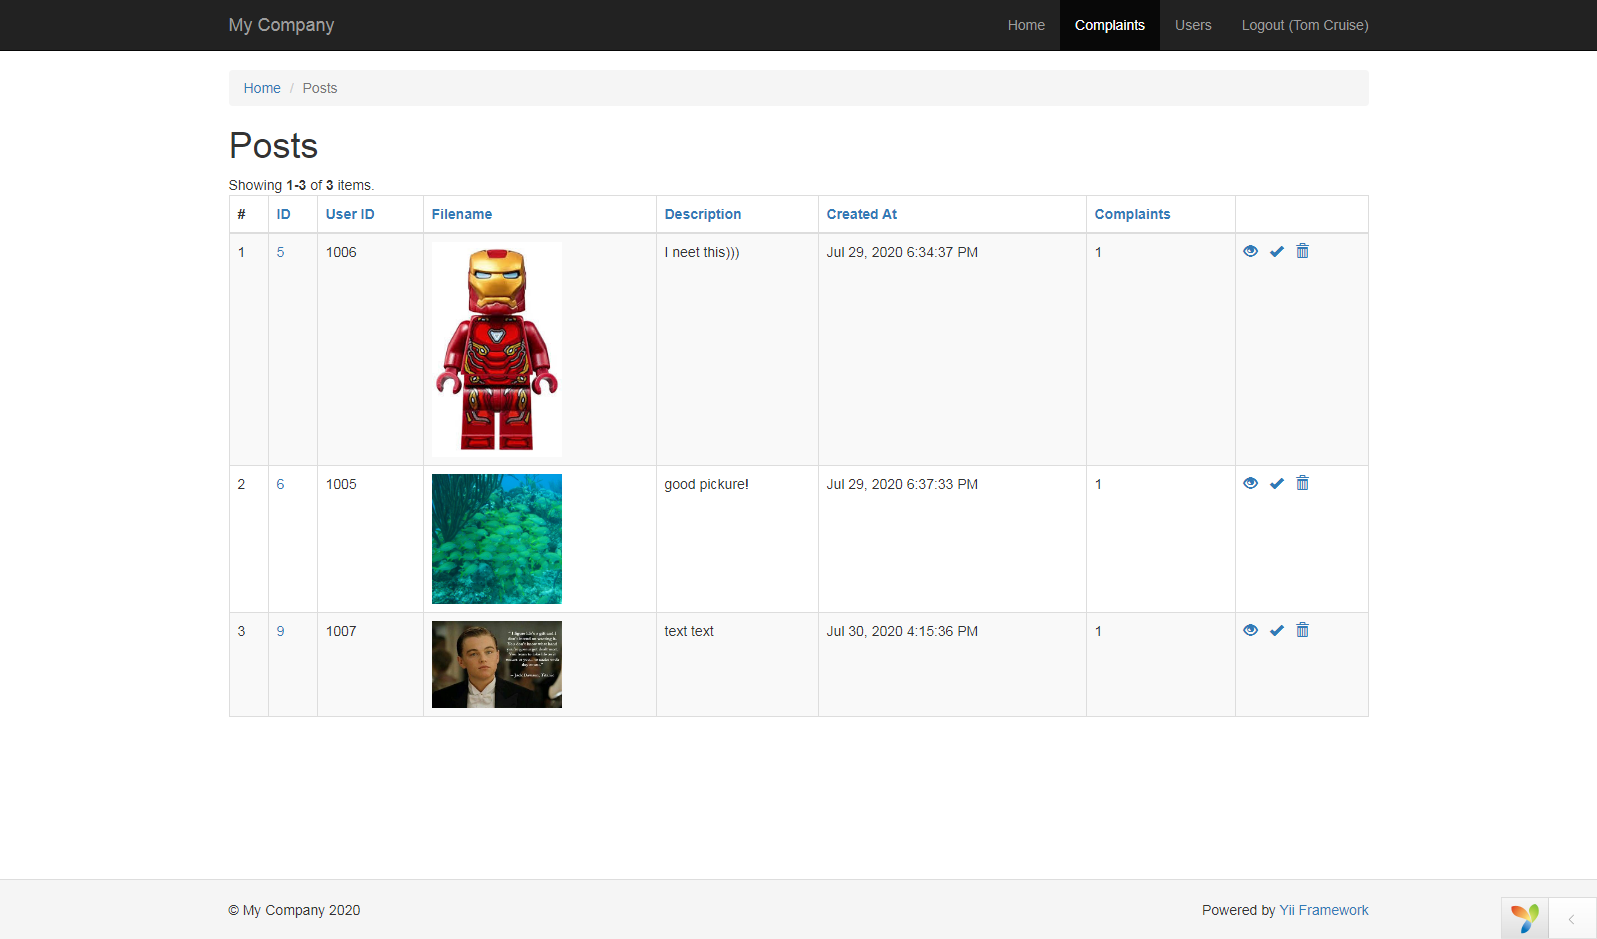 My Company Home Complaints Users Logout (Tom Cruise)
Home / Posts
Posts
Showing 1-3 of 3 items.
# ID User ID Filename Description Created At Complaints
1 5 1006 I neet this))) Jul 29, 2020 6:34:37 PM 1
2 6 1005 good pickure! Jul 29, 2020 6:37:33 PM 1
3 9 1007 text text Jul 30, 2020 4:15:36 PM 1
© My Company 2020 Powered by Yii Framework